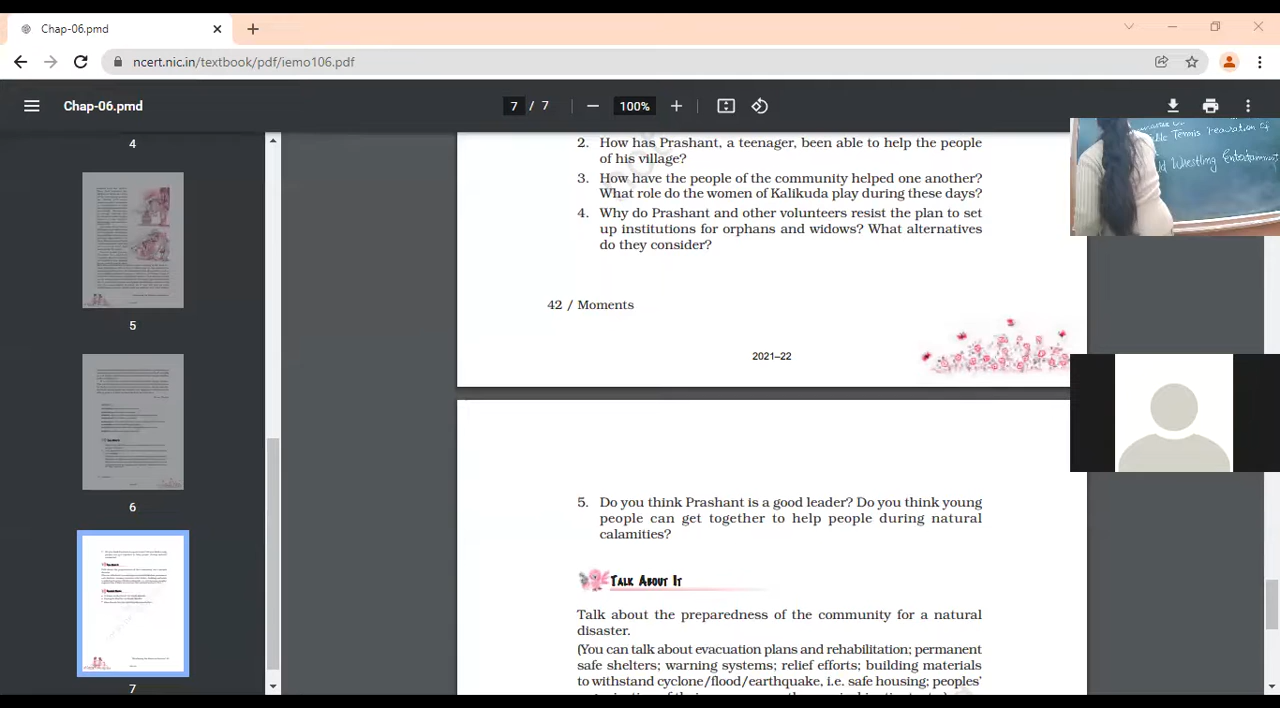 Chap-06.pmd
ncert.nic.in/textbook/pdf/iemo106.pdf
Chap-06.pmd
7 / 7
100%
4
5
6
7
2. How has Prashant, a teenager, been able to help the people
of his village?
3. How have the people of the community helped one another?
What role do the women of Kalikuda play during these days?
4. Why do Prashant and other volunteers resist the plan to set
up institutions for orphans and widows? What alternatives
do they consider?
42 / Moments
2021–22
5. Do you think Prashant is a good leader? Do you think young
people can get together to help people during natural
calamities?
TALK ABOUT IT
Talk about the preparedness of the community for a natural
disaster.
(You can talk about evacuation plans and rehabilitation; permanent
safe shelters; warning systems; relief efforts; building materials
to withstand cyclone/flood/earthquake, i.e. safe housing; peoples'
Tennis
Wrestling Entertainment